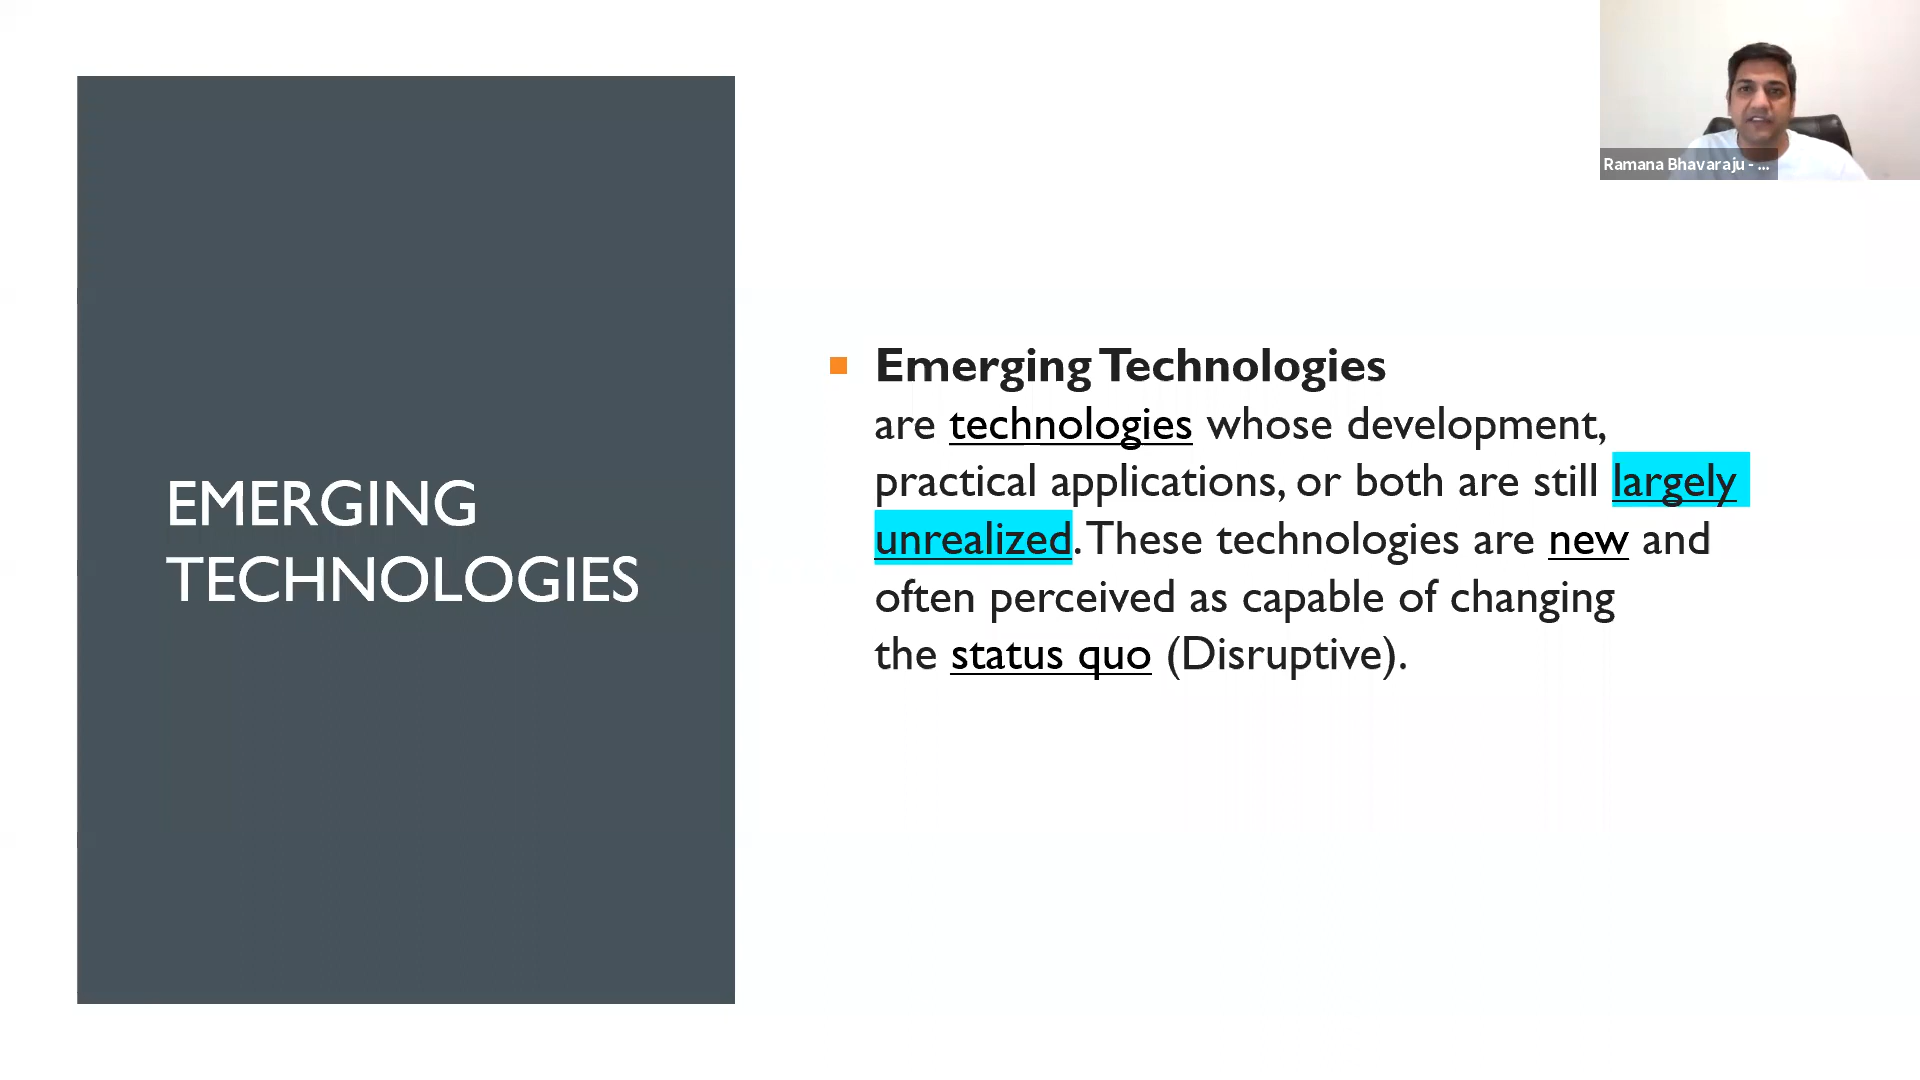 Ramana Bhavaraju - ...
EMERGING
TECHNOLOGIES
Emerging Technologies
are technologies whose development,
practical applications, or both are still largely
unrealized. These technologies are new and
often perceived as capable of changing
the status quo (Disruptive).